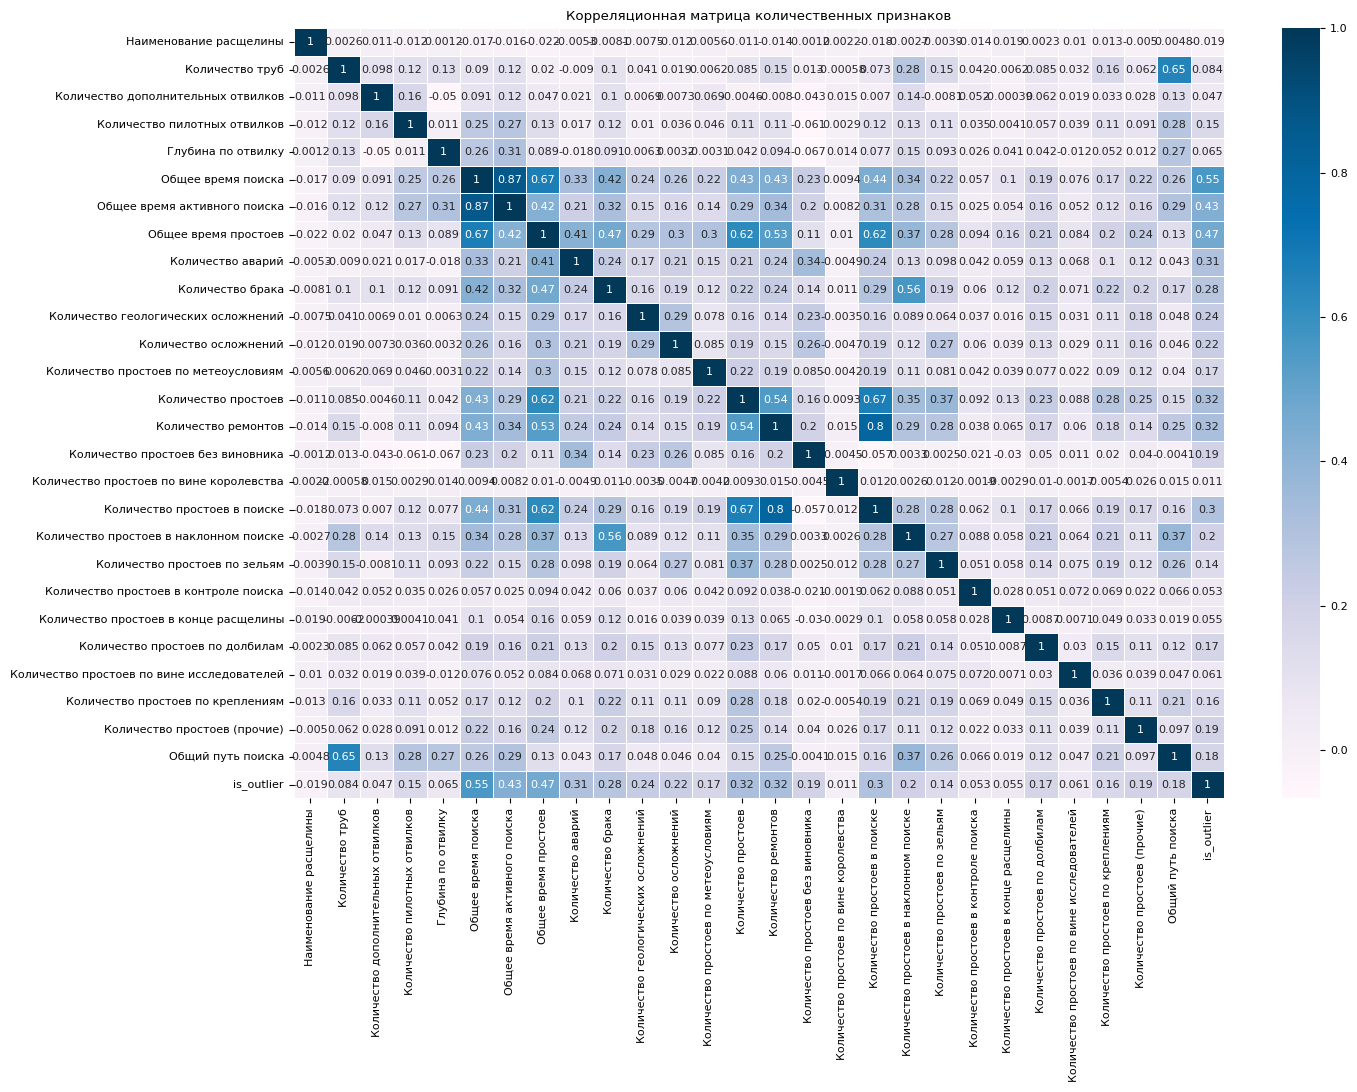 Корреляционная матрица количественных признаков
Наименование расщелины 1 -0.0026 0.011 -0.012 0.0012 -0.017 -0.016 -0.022 -0.0053 -0.0081 -0.0075 -0.012 0.0056 -0.011 -0.014 -0.0012 -0.0022 -0.018 -0.0027 -0.0039 -0.014 -0.019 0.0023 0.01 0.013 -0.005 -0.0048 -0.019
Количество труб -0.0026 1 0.098 0.12 0.13 0.09 0.12 0.02 -0.009 0.1 0.041 0.019 0.0062 0.085 0.15 0.013 -0.00058 0.073 0.28 0.15 0.042 -0.0062 0.085 0.032 0.16 0.062 0.65 0.084
Количество дополнительных отвилков 0.011 0.098 1 0.16 -0.05 0.091 0.12 0.047 0.021 0.1 0.0069 0.0073 0.069 -0.0046 -0.008 -0.043 0.015 0.007 0.14 -0.0081 0.052 -0.00039 0.062 0.019 0.033 0.028 0.13 0.047
Количество пилотных отвилков -0.012 0.12 0.16 1 0.011 0.25 0.27 0.13 0.017 0.12 0.01 0.036 0.046 0.11 0.11 -0.061 0.0029 0.12 0.13 0.11 0.035 0.0041 0.057 0.039 0.11 0.091 0.28 0.15
Глубина по отвилку 0.0012 0.13 -0.05 0.011 1 0.26 0.31 0.089 -0.018 0.091 0.0063 0.0032 -0.0031 0.042 0.094 -0.067 0.014 0.077 0.15 0.093 0.026 0.041 0.042 -0.012 0.052 0.012 0.27 0.065
Общее время поиска -0.017 0.09 0.091 0.25 0.26 1 0.87 0.67 0.33 0.42 0.24 0.26 0.22 0.43 0.43 0.23 0.0094 0.44 0.34 0.22 0.057 0.1 0.19 0.076 0.17 0.22 0.26 0.55
Общее время активного поиска -0.016 0.12 0.12 0.27 0.31 0.87 1 0.42 0.21 0.32 0.15 0.16 0.14 0.29 0.34 0.2 0.0082 0.31 0.28 0.15 0.025 0.054 0.16 0.052 0.12 0.16 0.29 0.43
Общее время простоев -0.022 0.02 0.047 0.13 0.089 0.67 0.42 1 0.41 0.47 0.29 0.3 0.3 0.62 0.53 0.11 0.01 0.62 0.37 0.28 0.094 0.16 0.21 0.084 0.2 0.24 0.13 0.47
Количество аварий -0.0053 -0.009 0.021 0.017 -0.018 0.33 0.21 0.41 1 0.24 0.17 0.21 0.15 0.21 0.24 0.34 -0.0049 0.24 0.13 0.098 0.042 0.059 0.13 0.068 0.1 0.12 0.043 0.31
Количество брака -0.0081 0.1 0.1 0.12 0.091 0.42 0.32 0.47 0.24 1 0.16 0.19 0.12 0.22 0.24 0.14 0.011 0.29 0.56 0.19 0.06 0.12 0.2 0.071 0.22 0.2 0.17 0.28
Количество геологических осложнений -0.0075 0.041 0.0069 0.01 0.0063 0.24 0.15 0.29 0.17 0.16 1 0.29 0.078 0.16 0.14 0.23 -0.0035 0.16 0.089 0.064 0.037 0.016 0.15 0.031 0.11 0.18 0.048 0.24
Количество осложнений -0.012 0.019 0.0073 0.036 0.0032 0.26 0.16 0.3 0.21 0.19 0.29 1 0.085 0.19 0.15 0.26 -0.0047 0.19 0.12 0.27 0.06 0.039 0.13 0.029 0.11 0.16 0.046 0.22
Количество простоев по метеоусловиям 0.0056 0.0062 0.069 0.046 -0.0031 0.22 0.14 0.3 0.15 0.12 0.078 0.085 1 0.22 0.19 0.085 -0.0042 0.19 0.11 0.081 0.042 0.039 0.077 0.022 0.09 0.12 0.04 0.17
Количество простоев -0.011 0.085 -0.0046 0.11 0.042 0.43 0.29 0.62 0.21 0.22 0.16 0.19 0.22 1 0.54 0.16 0.0093 0.67 0.35 0.37 0.092 0.13 0.23 0.088 0.28 0.25 0.15 0.32
Количество ремонтов -0.014 0.15 -0.008 0.11 0.094 0.43 0.34 0.53 0.24 0.24 0.14 0.15 0.19 0.54 1 0.2 0.015 0.8 0.29 0.28 0.038 0.065 0.17 0.06 0.18 0.14 0.25 0.32
Количество простоев без виновника -0.0012 0.013 -0.043 -0.061 -0.067 0.23 0.2 0.11 0.34 0.14 0.23 0.26 0.085 0.16 0.2 1 -0.0045 -0.057 0.0033 0.0025 -0.021 -0.03 0.05 0.011 0.02 0.04 -0.0041 0.19
Количество простоев по вине королевства -0.0022 -0.00058 0.015 0.0029 0.014 0.0094 0.0082 0.01 -0.0049 0.011 -0.0035 -0.0047 -0.0042 0.0093 0.015 -0.0045 1 0.012 0.0026 0.012 -0.0019 -0.0029 0.01 -0.0017 -0.0054 0.026 0.015 0.011
Количество простоев в поиске -0.018 0.073 0.007 0.12 0.077 0.44 0.31 0.62 0.24 0.29 0.16 0.19 0.19 0.67 0.8 -0.057 0.012 1 0.28 0.28 0.062 0.1 0.17 0.066 0.19 0.17 0.16 0.3
Количество простоев в наклонном поиске -0.0027 0.28 0.14 0.13 0.15 0.34 0.28 0.37 0.13 0.56 0.089 0.12 0.11 0.35 0.29 0.0033 0.0026 0.28 1 0.27 0.088 0.058 0.21 0.064 0.21 0.11 0.37 0.2
Количество простоев по зельям -0.0039 0.15 -0.0081 0.11 0.093 0.22 0.15 0.28 0.098 0.19 0.064 0.27 0.081 0.37 0.28 0.0025 0.012 0.28 0.27 1 0.051 0.058 0.14 0.075 0.19 0.12 0.26 0.14
Количество простоев в контроле поиска -0.014 0.042 0.052 0.035 0.026 0.057 0.025 0.094 0.042 0.06 0.037 0.06 0.042 0.092 0.038 -0.021 -0.0019 0.062 0.088 0.051 1 0.028 0.051 0.072 0.069 0.022 0.066 0.053
Количество простоев в конце расщелины -0.019 -0.0062 -0.00039 0.0041 0.041 0.1 0.054 0.16 0.059 0.12 0.016 0.039 0.039 0.13 0.065 -0.03 -0.0029 0.1 0.058 0.058 0.028 1 0.0087 0.0071 0.049 0.033 0.019 0.055
Количество простоев по долбилам 0.0023 0.085 0.062 0.057 0.042 0.19 0.16 0.21 0.13 0.2 0.15 0.13 0.077 0.23 0.17 0.05 0.01 0.17 0.21 0.14 0.051 0.0087 1 0.03 0.15 0.11 0.12 0.17
Количество простоев по вине исследователей 0.01 0.032 0.019 0.039 -0.012 0.076 0.052 0.084 0.068 0.071 0.031 0.029 0.022 0.088 0.06 0.011 -0.0017 0.066 0.064 0.075 0.072 0.0071 0.03 1 0.036 0.039 0.047 0.061
Количество простоев по креплениям 0.013 0.16 0.033 0.11 0.052 0.17 0.12 0.2 0.1 0.22 0.11 0.11 0.09 0.28 0.18 0.02 -0.0054 0.19 0.21 0.19 0.069 0.049 0.15 0.036 1 0.11 0.21 0.16
Количество простоев (прочие) -0.005 0.062 0.028 0.091 0.012 0.22 0.16 0.24 0.12 0.2 0.18 0.16 0.12 0.25 0.14 0.04 0.026 0.17 0.11 0.12 0.022 0.033 0.11 0.039 0.11 1 0.097 0.19
Общий путь поиска -0.0048 0.65 0.13 0.28 0.27 0.26 0.29 0.13 0.043 0.17 0.048 0.046 0.04 0.15 0.25 -0.0041 0.015 0.16 0.37 0.26 0.066 0.019 0.12 0.047 0.21 0.097 1 0.18
is_outlier -0.019 0.084 0.047 0.15 0.065 0.55 0.43 0.47 0.31 0.28 0.24 0.22 0.17 0.32 0.32 0.19 0.011 0.3 0.2 0.14 0.053 0.055 0.17 0.061 0.16 0.19 0.18 1
Наименование расщелины
Количество труб
Количество дополнительных отвилков
Количество пилотных отвилков
Глубина по отвилку
Общее время поиска
Общее время активного поиска
Общее время простоев
Количество аварий
Количество брака
Количество геологических осложнений
Количество осложнений
Количество простоев по метеоусловиям
Количество простоев
Количество ремонтов
Количество простоев без виновника
Количество простоев по вине королевства
Количество простоев в поиске
Количество простоев в наклонном поиске
Количество простоев по зельям
Количество простоев в контроле поиска
Количество простоев в конце расщелины
Количество простоев по долбилам
Количество простоев по вине исследователей
Количество простоев по креплениям
Количество простоев (прочие)
Общий путь поиска
is_outlier
1.0
0.8
0.6
0.4
0.2
0.0